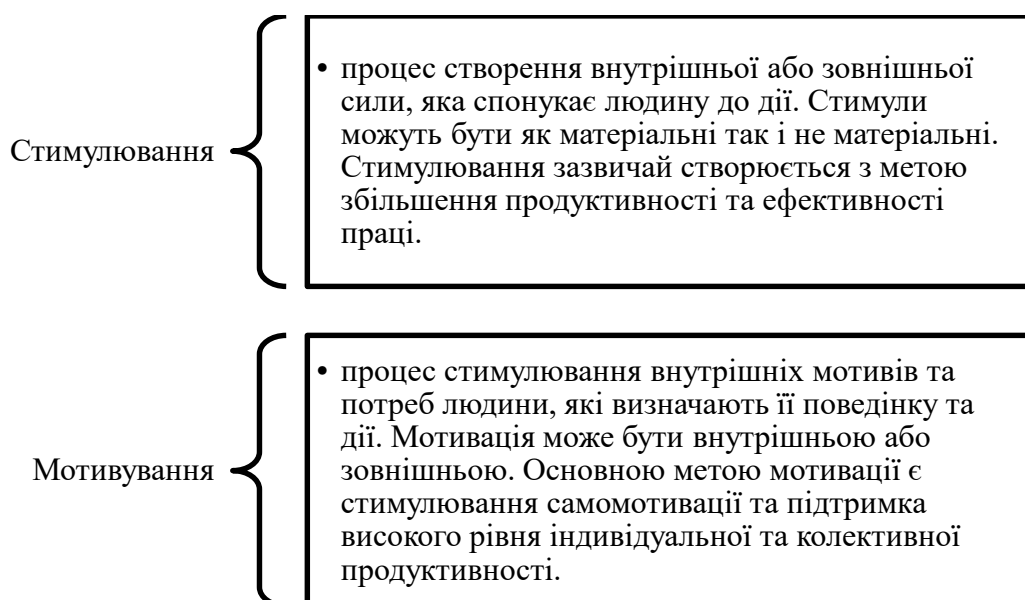 Стимулювання
• процес створення внутрішньої або зовнішньої
сили, яка спонукає людину до дії. Стимули
можуть бути як матеріальні так і не матеріальні.
Стимулювання зазвичай створюється з метою
збільшення продуктивності та ефективності
праці.
Мотивування
• процес стимулювання внутрішніх мотивів та
потреб людини, які визначають її поведінку та
дії. Мотивація може бути внутрішньою або
зовнішньою. Основною метою мотивації є
стимулювання самомотивації та підтримка
високого рівня індивідуальної та колективної
продуктивності.